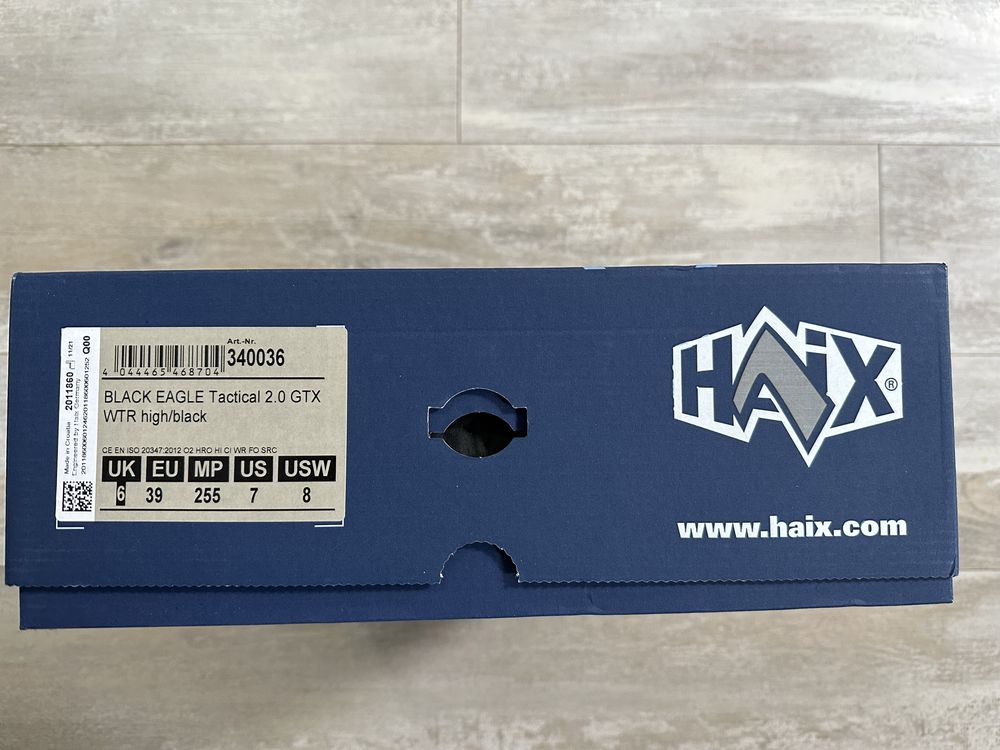 Made in Croatia
Engineered by Haix Germany
2011860 11/21
Q00
Art.-Nr.
340036
4 044465 468704
BLACK EAGLE Tactical 2.0 GTX
WTR high/black
CE EN ISO 20347:2012 O2 HRO HI CI WR FO SRC
UK EU MP US USW
6 39 255 7 8
HAiX®
www.haix.com